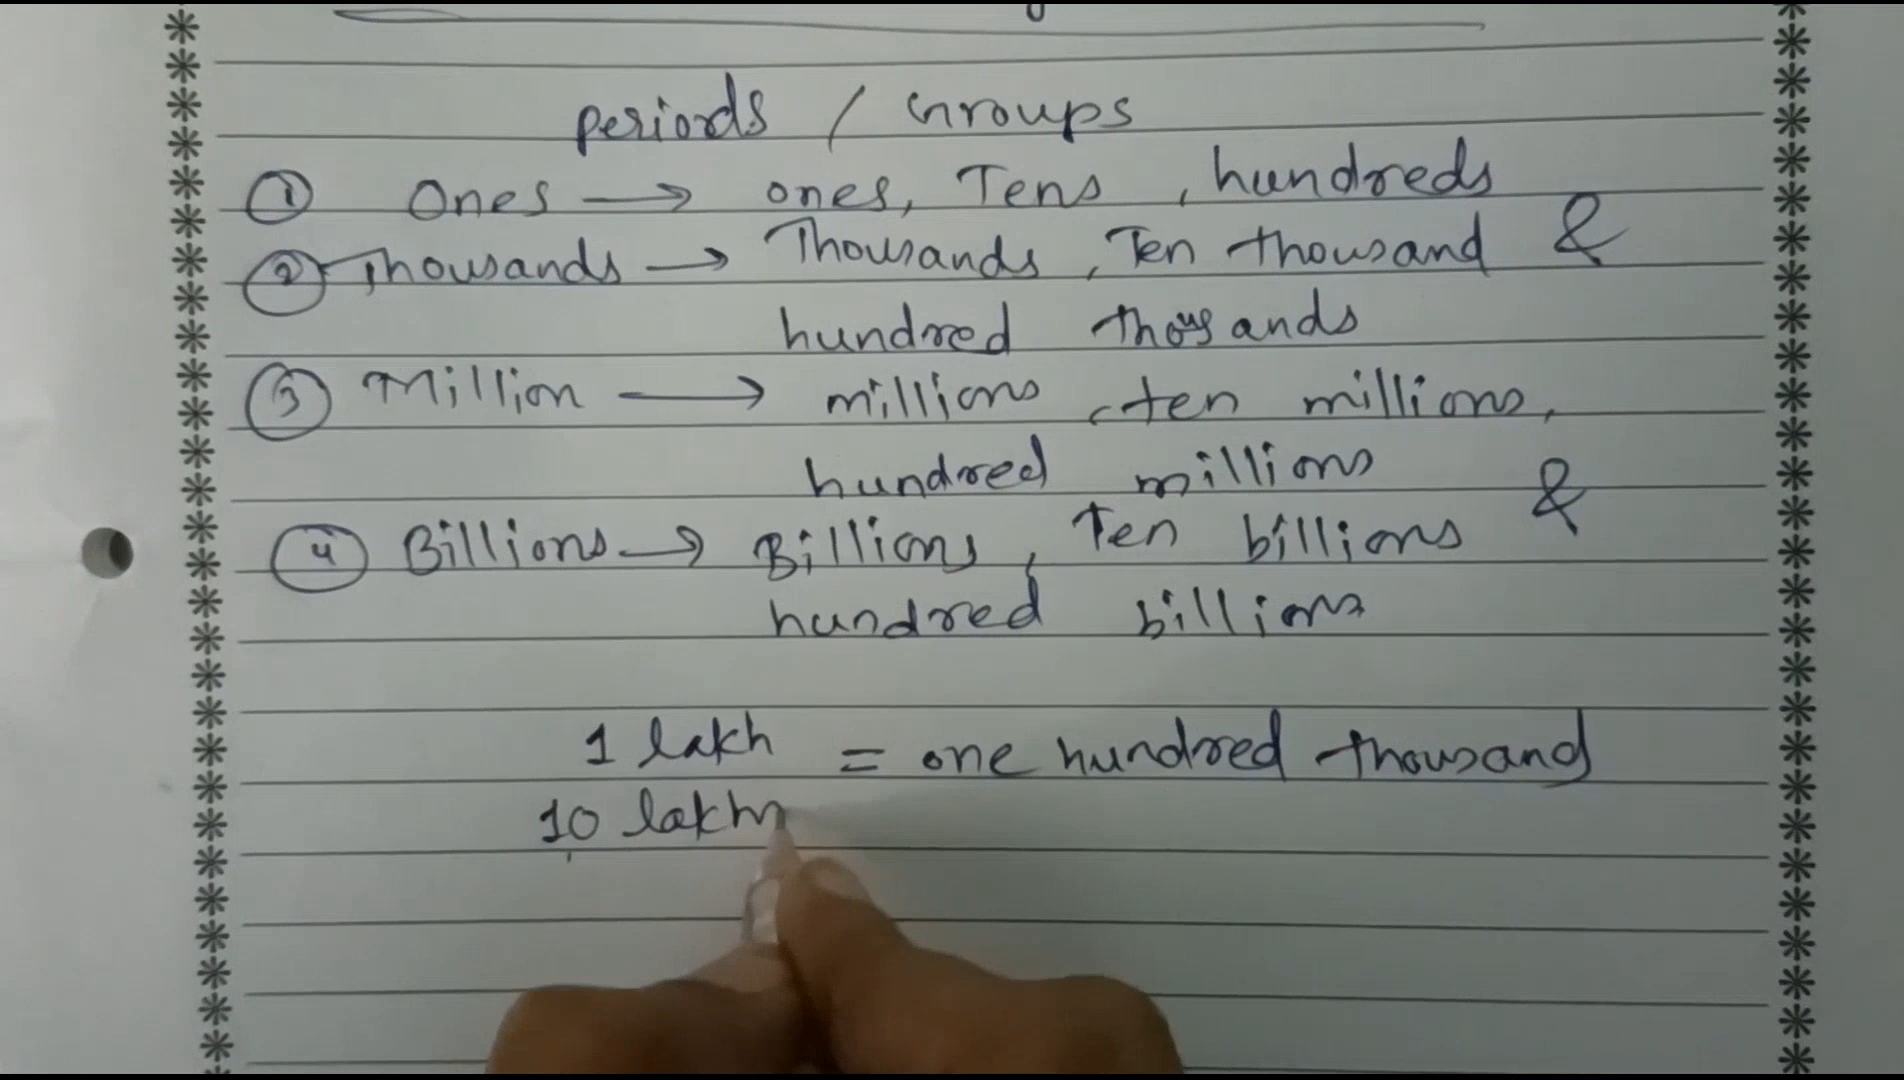 periods / Groups
① Ones → ones, Tens, hundreds
② Thousands → Thousands, Ten thousand &
hundred thousands
③ Million → millions, ten millions,
hundred millions &
④ Billions → Billions, Ten billions
hundred billions
1 lakh = one hundred thousand
10 lakh